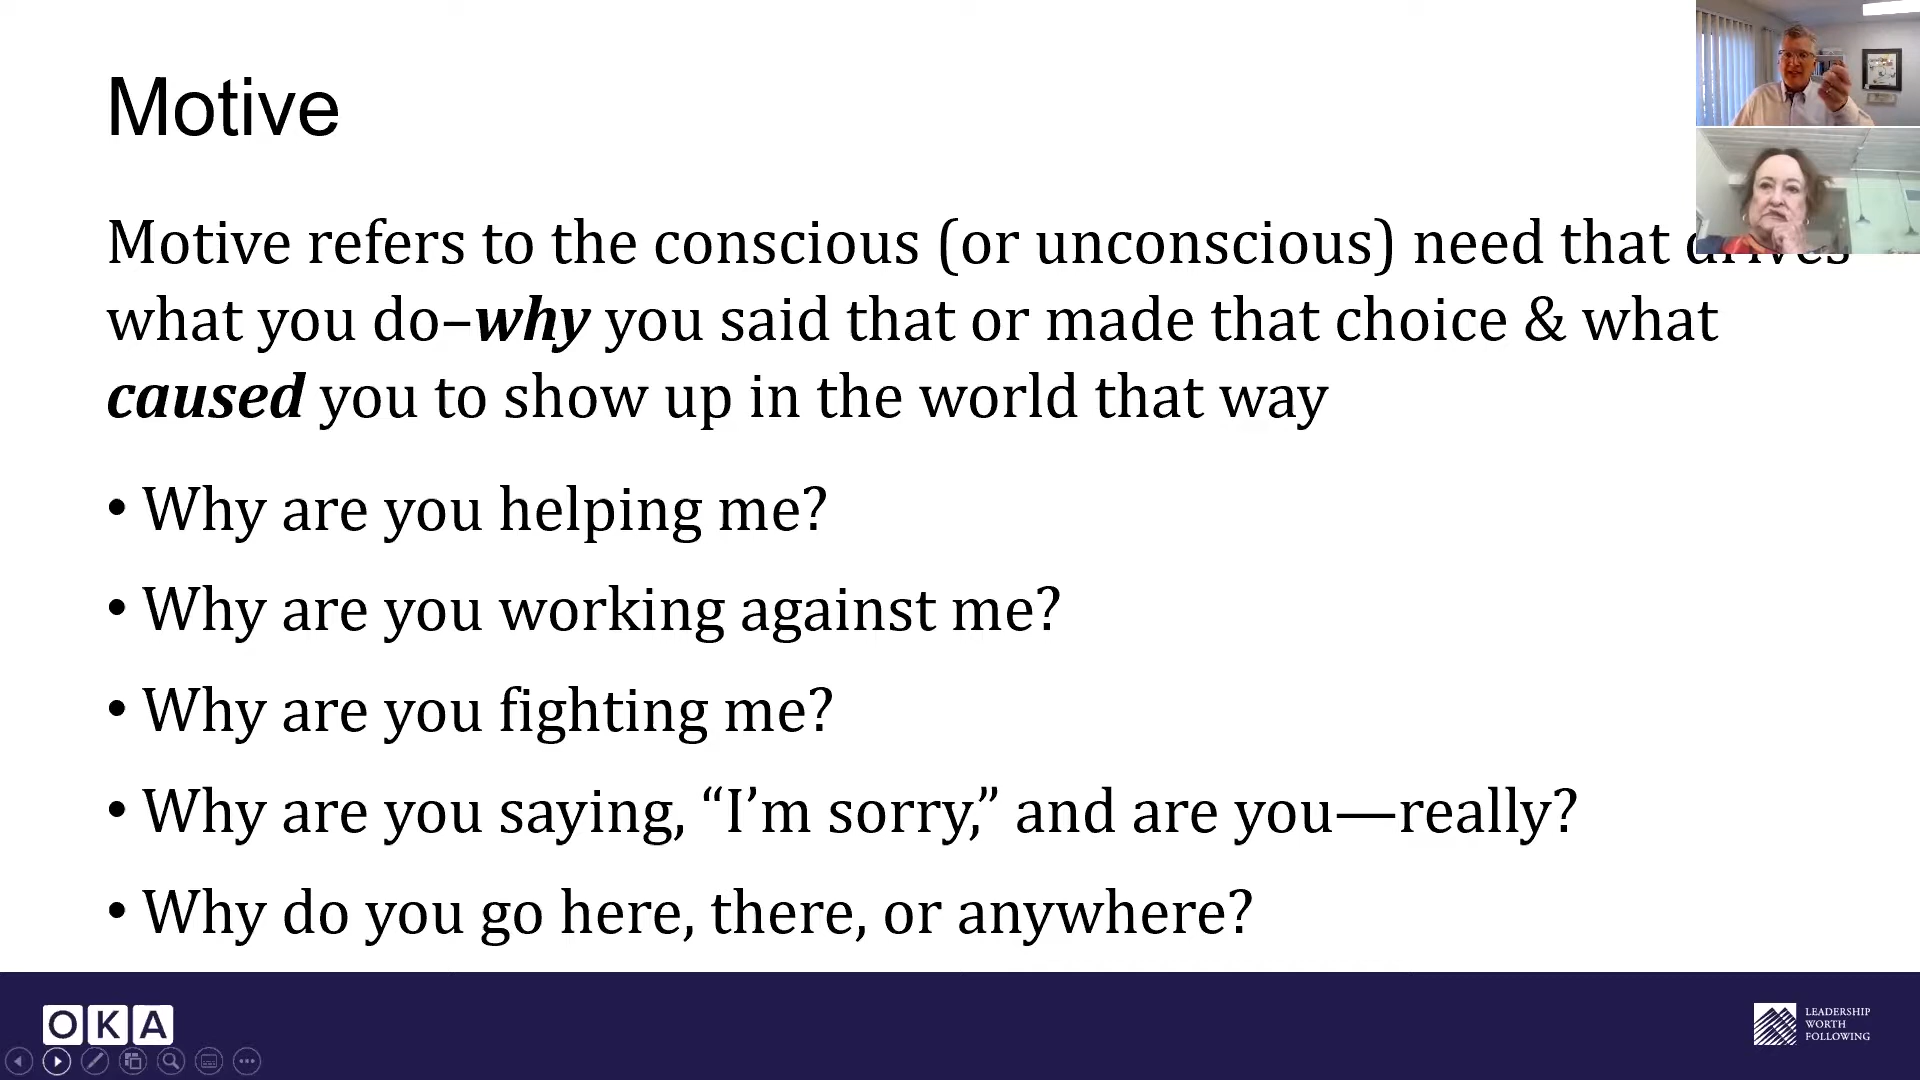 Motive
Motive refers to the conscious (or unconscious) need that drives
what you do–why you said that or made that choice & what
caused you to show up in the world that way
• Why are you helping me?
• Why are you working against me?
• Why are you fighting me?
• Why are you saying, “I’m sorry,” and are you—really?
• Why do you go here, there, or anywhere?
OKA
LEADERSHIP
WORTH
FOLLOWING